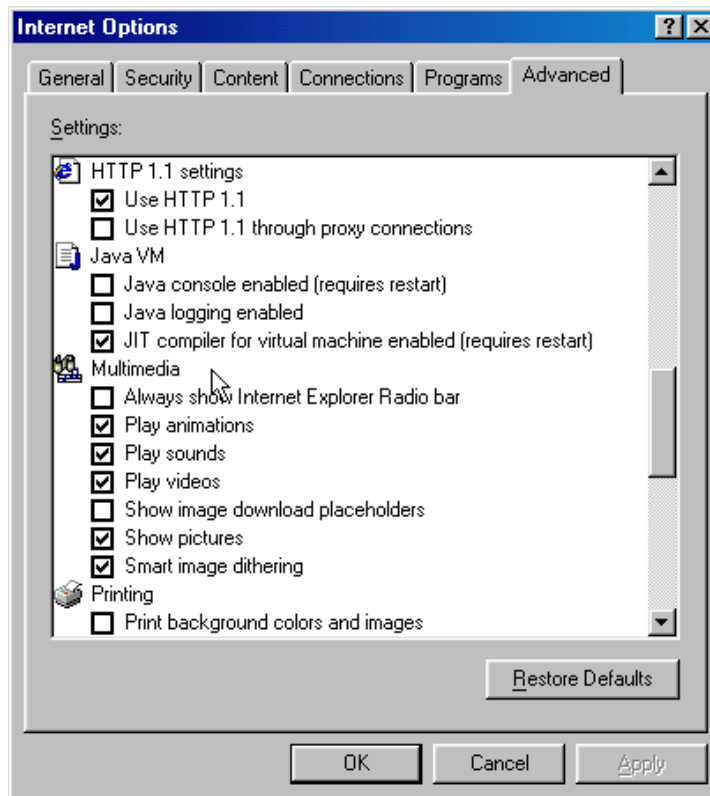 Internet Options
General Security Content Connections Programs Advanced
Settings:
HTTP 1.1 settings
Use HTTP 1.1
Use HTTP 1.1 through proxy connections
Java VM
Java console enabled (requires restart)
Java logging enabled
JIT compiler for virtual machine enabled (requires restart)
Multimedia
Always show Internet Explorer Radio bar
Play animations
Play sounds
Play videos
Show image download placeholders
Show pictures
Smart image dithering
Printing
Print background colors and images
Restore Defaults
OK Cancel Apply